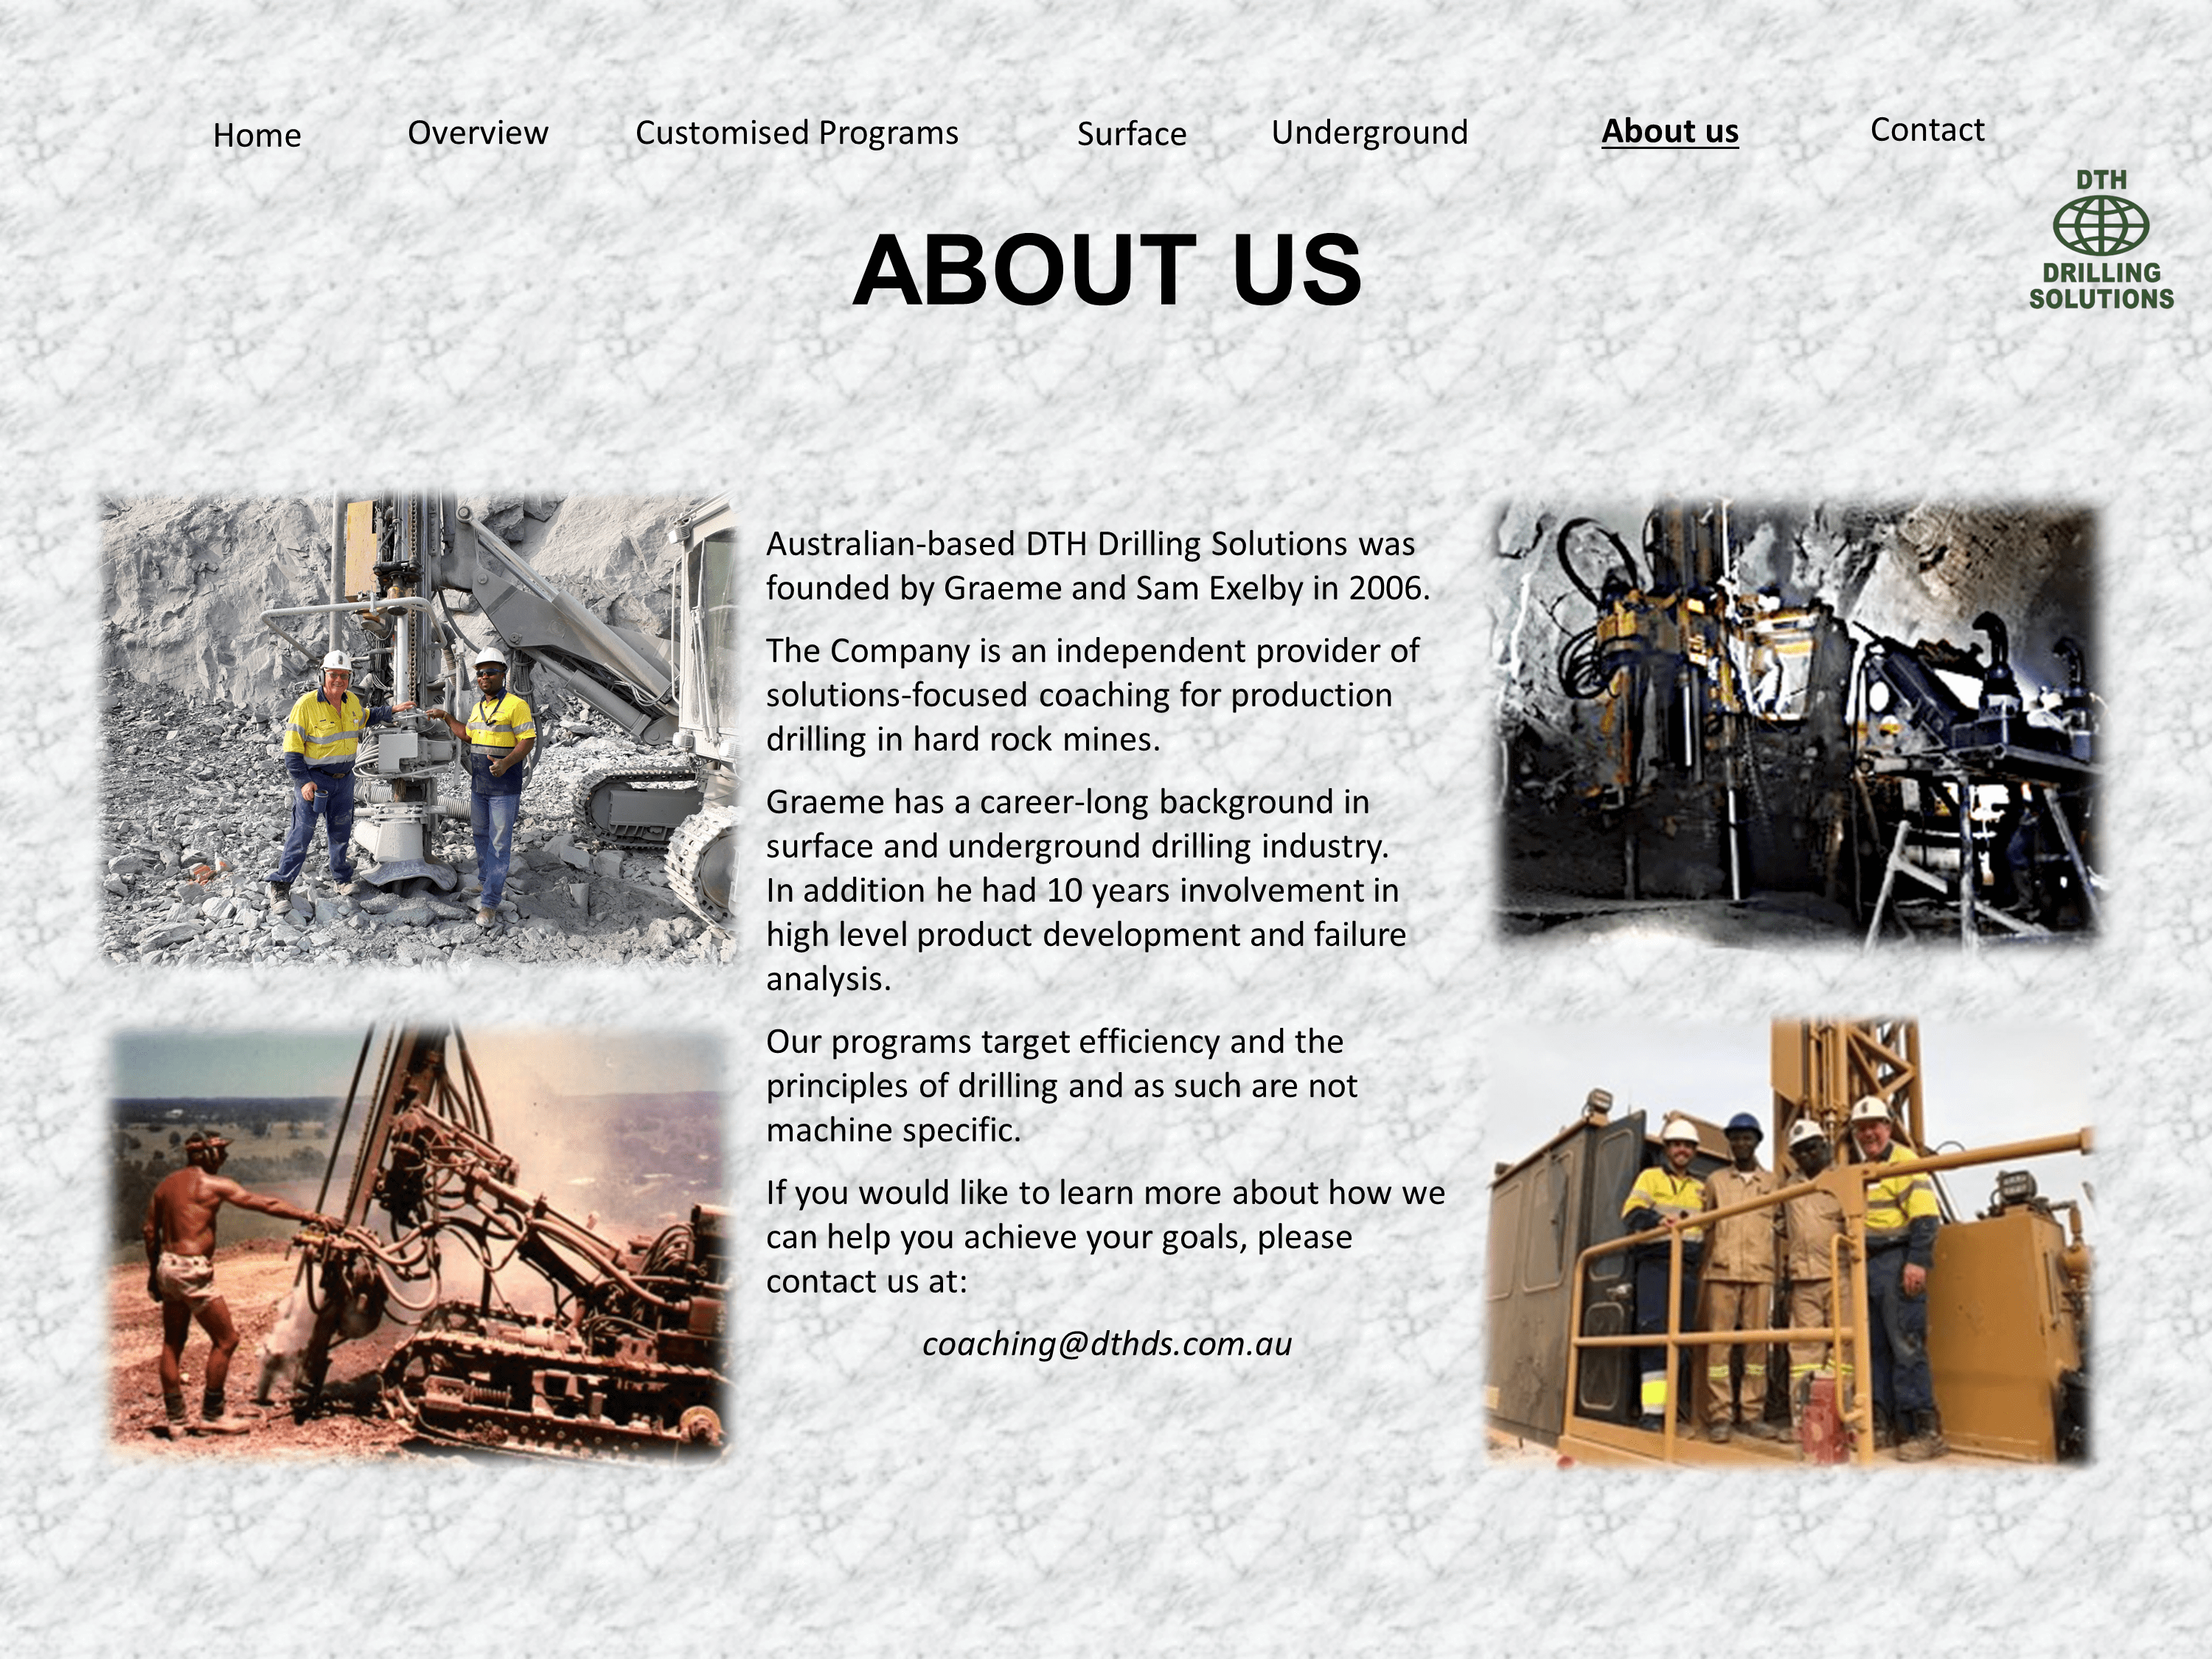 Home Overview Customised Programs Surface Underground About us Contact
DTH
DRILLING
SOLUTIONS
ABOUT US
Australian-based DTH Drilling Solutions was
founded by Graeme and Sam Exelby in 2006.
The Company is an independent provider of
solutions-focused coaching for production
drilling in hard rock mines.
Graeme has a career-long background in
surface and underground drilling industry.
In addition he had 10 years involvement in
high level product development and failure
analysis.
Our programs target efficiency and the
principles of drilling and as such are not
machine specific.
If you would like to learn more about how we
can help you achieve your goals, please
contact us at:
coaching@dthds.com.au